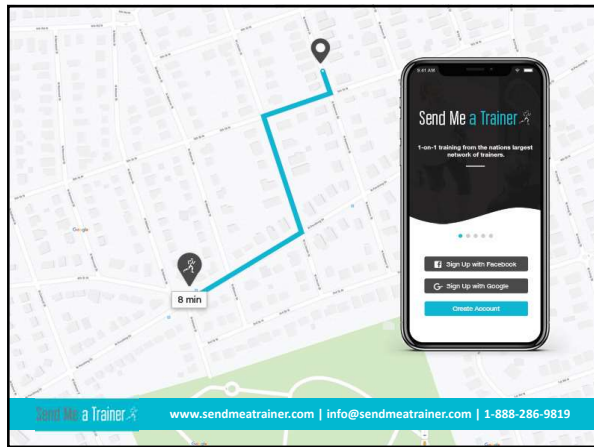 8 min
Google
9:41 AM
Send Me a Trainer
1-on-1 training from the nations largest
network of trainers.
Sign Up with Facebook
Sign Up with Google
Create Account
Send Me a Trainer
www.sendmeatrainer.com | info@sendmeatrainer.com | 1-888-286-9819